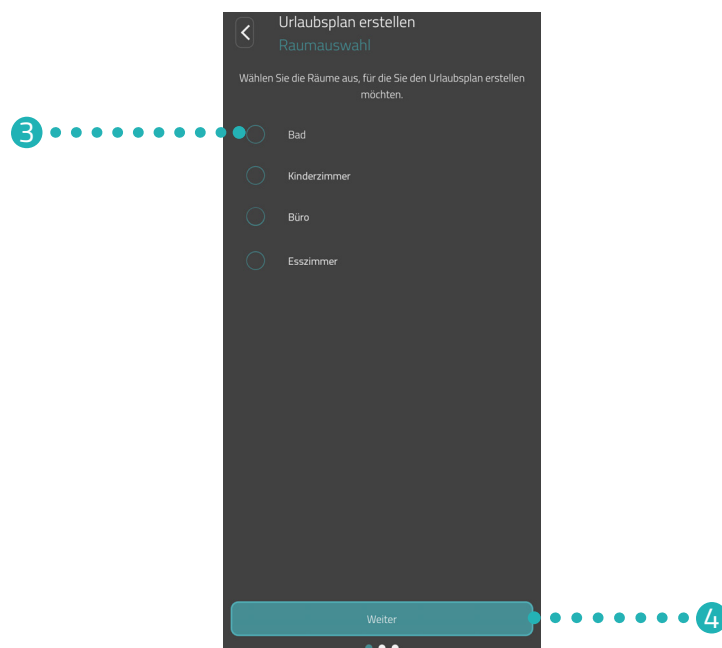 Urlaubsplan erstellen
Raumauswahl
Wählen Sie die Räume aus, für die Sie den Urlaubsplan erstellen
möchten.
3
Bad
Kinderzimmer
Büro
Esszimmer
Weiter
4